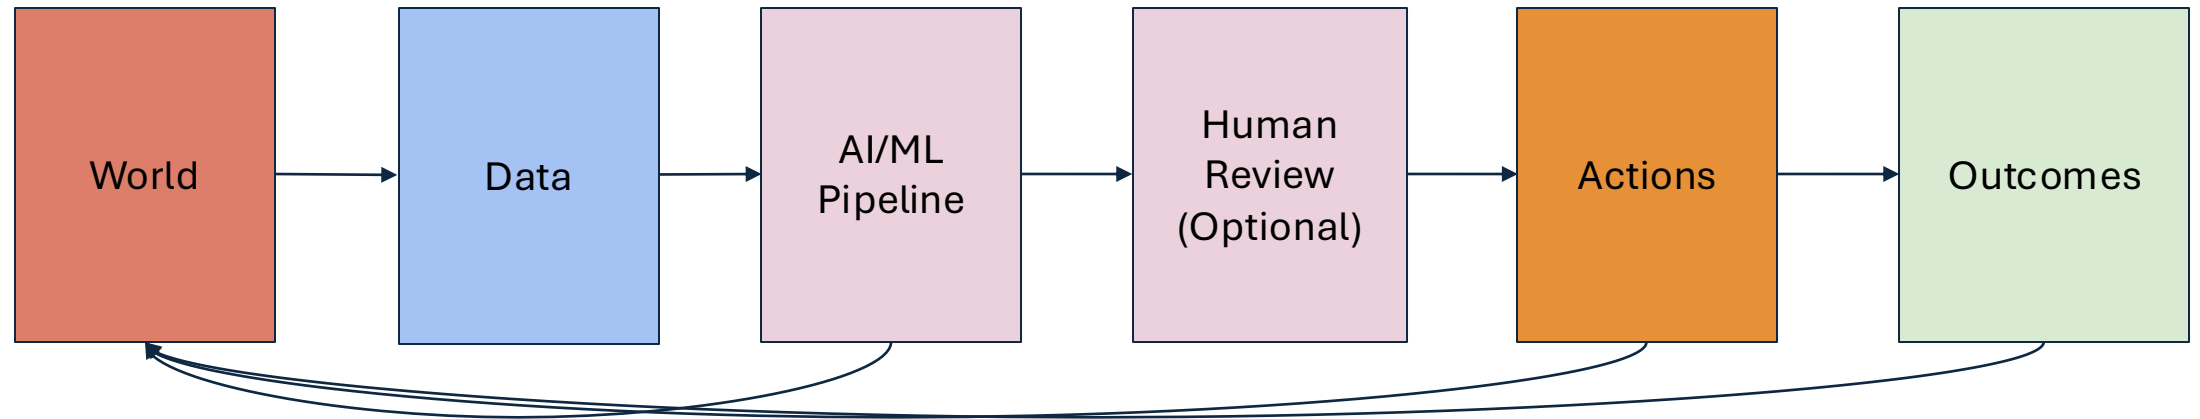 World
Data
AI/ML
Pipeline
Human
Review
(Optional)
Actions
Outcomes